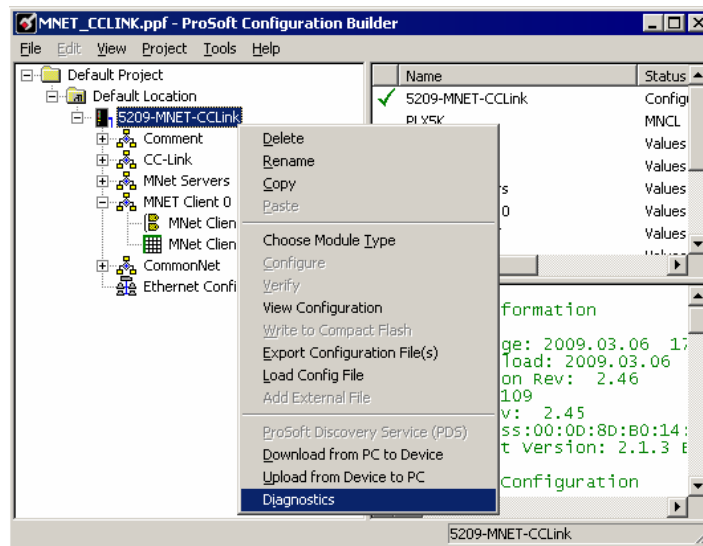 MNET_CCLINK.ppf - ProSoft Configuration Builder
File Edit View Project Tools Help
Default Project
Default Location
5209-MNET-CCLink
Comment
CC-Link
MNet Servers
MNET Client 0
MNet Clien
MNet Clien
CommonNet
Ethernet Confi
Name Status
5209-MNET-CCLink Configu
PLX5K MNCL
Values
Values
rs Values
0 Values
Values
Delete
Rename
Copy
Paste
Choose Module Type
Configure
Verify
View Configuration
Write to Compact Flash
Export Configuration File(s)
Load Config File
Add External File
ProSoft Discovery Service (PDS)
Download from PC to Device
Upload from Device to PC
Diagnostics
formation
ge: 2009.03.06 17
load: 2009.03.06
on Rev: 2.46
109
v: 2.45
ss:00:0D:8D:B0:14:
t Version: 2.1.3 E
Configuration
5209-MNET-CCLink